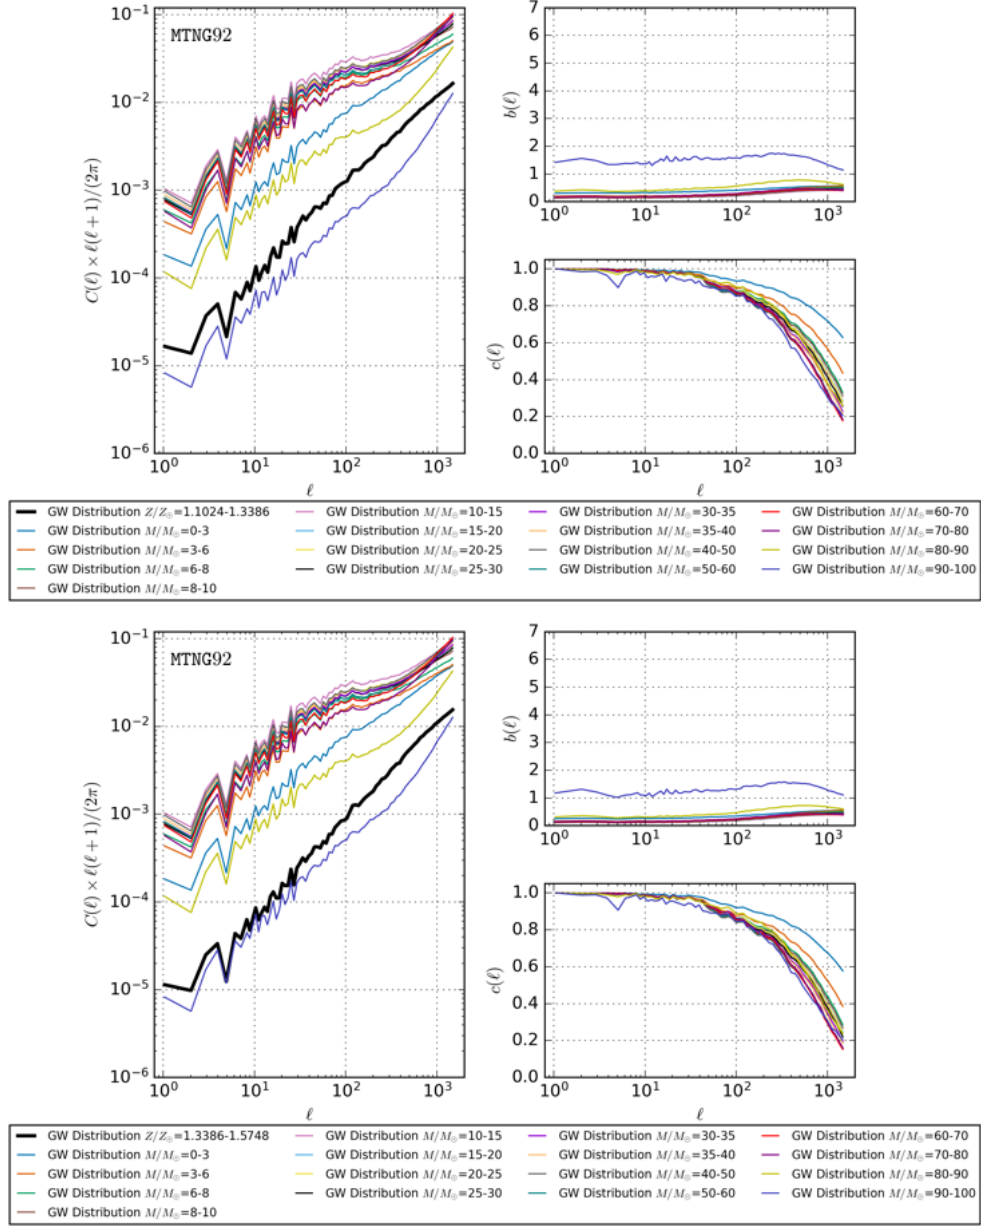 MTNG92
10⁻¹
10⁻²
10⁻³
10⁻⁴
10⁻⁵
10⁻⁶
C(ℓ) × ℓ(ℓ + 1)/(2π)
10⁰ 10¹ 10² 10³
ℓ
7
6
5
4
3
2
1
0
b(ℓ)
10⁰ 10¹ 10² 10³
1.0
0.8
0.6
0.4
0.2
0.0
c(ℓ)
10⁰ 10¹ 10² 10³
ℓ
GW Distribution Z/Z⊙=1.1024-1.3386
GW Distribution M/M⊙=0-3
GW Distribution M/M⊙=3-6
GW Distribution M/M⊙=6-8
GW Distribution M/M⊙=8-10
GW Distribution M/M⊙=10-15
GW Distribution M/M⊙=15-20
GW Distribution M/M⊙=20-25
GW Distribution M/M⊙=25-30
GW Distribution M/M⊙=30-35
GW Distribution M/M⊙=35-40
GW Distribution M/M⊙=40-50
GW Distribution M/M⊙=50-60
GW Distribution M/M⊙=60-70
GW Distribution M/M⊙=70-80
GW Distribution M/M⊙=80-90
GW Distribution M/M⊙=90-100
MTNG92
10⁻¹
10⁻²
10⁻³
10⁻⁴
10⁻⁵
10⁻⁶
C(ℓ) × ℓ(ℓ + 1)/(2π)
10⁰ 10¹ 10² 10³
ℓ
7
6
5
4
3
2
1
0
b(ℓ)
10⁰ 10¹ 10² 10³
1.0
0.8
0.6
0.4
0.2
0.0
c(ℓ)
10⁰ 10¹ 10² 10³
ℓ
GW Distribution Z/Z⊙=1.3386-1.5748
GW Distribution M/M⊙=0-3
GW Distribution M/M⊙=3-6
GW Distribution M/M⊙=6-8
GW Distribution M/M⊙=8-10
GW Distribution M/M⊙=10-15
GW Distribution M/M⊙=15-20
GW Distribution M/M⊙=20-25
GW Distribution M/M⊙=25-30
GW Distribution M/M⊙=30-35
GW Distribution M/M⊙=35-40
GW Distribution M/M⊙=40-50
GW Distribution M/M⊙=50-60
GW Distribution M/M⊙=60-70
GW Distribution M/M⊙=70-80
GW Distribution M/M⊙=80-90
GW Distribution M/M⊙=90-100